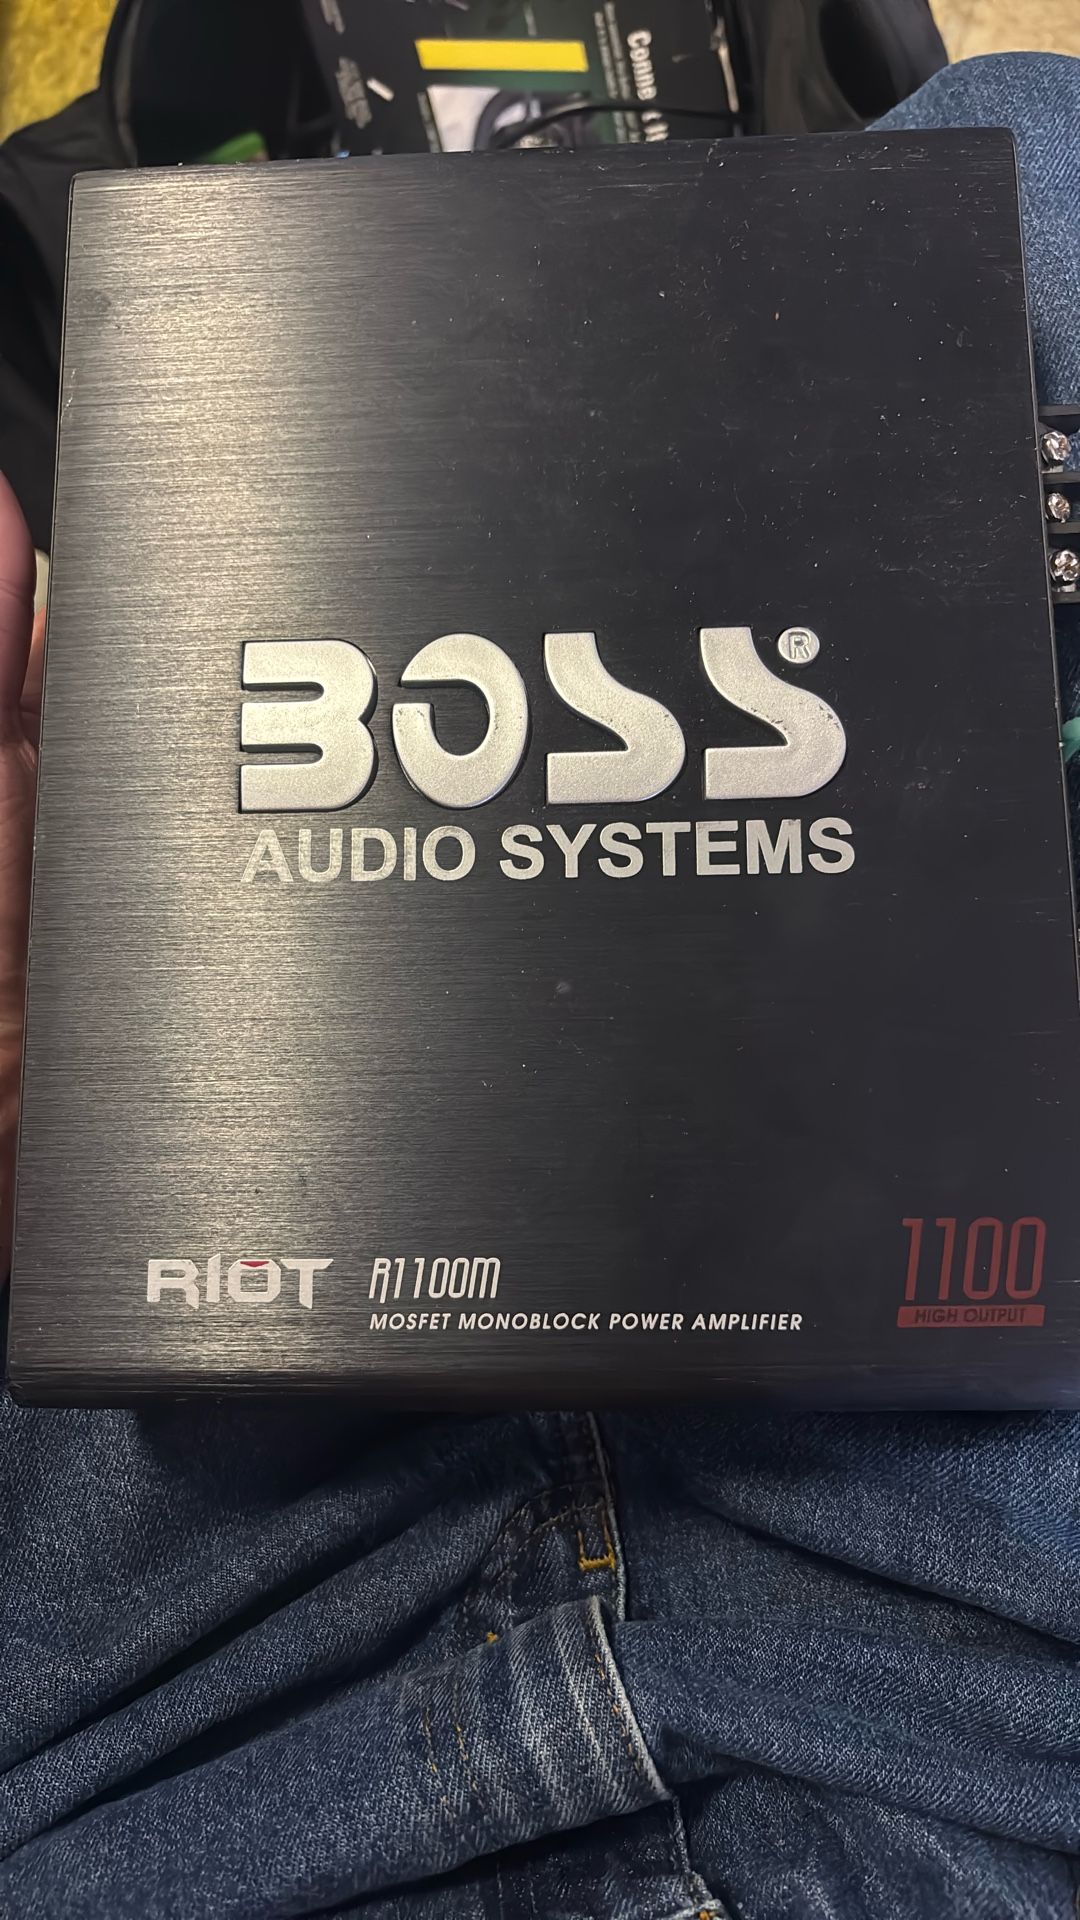 BOSS®
AUDIO SYSTEMS
RIOT R1100M
MOSFET MONOBLOCK POWER AMPLIFIER
1100
HIGH OUTPUT